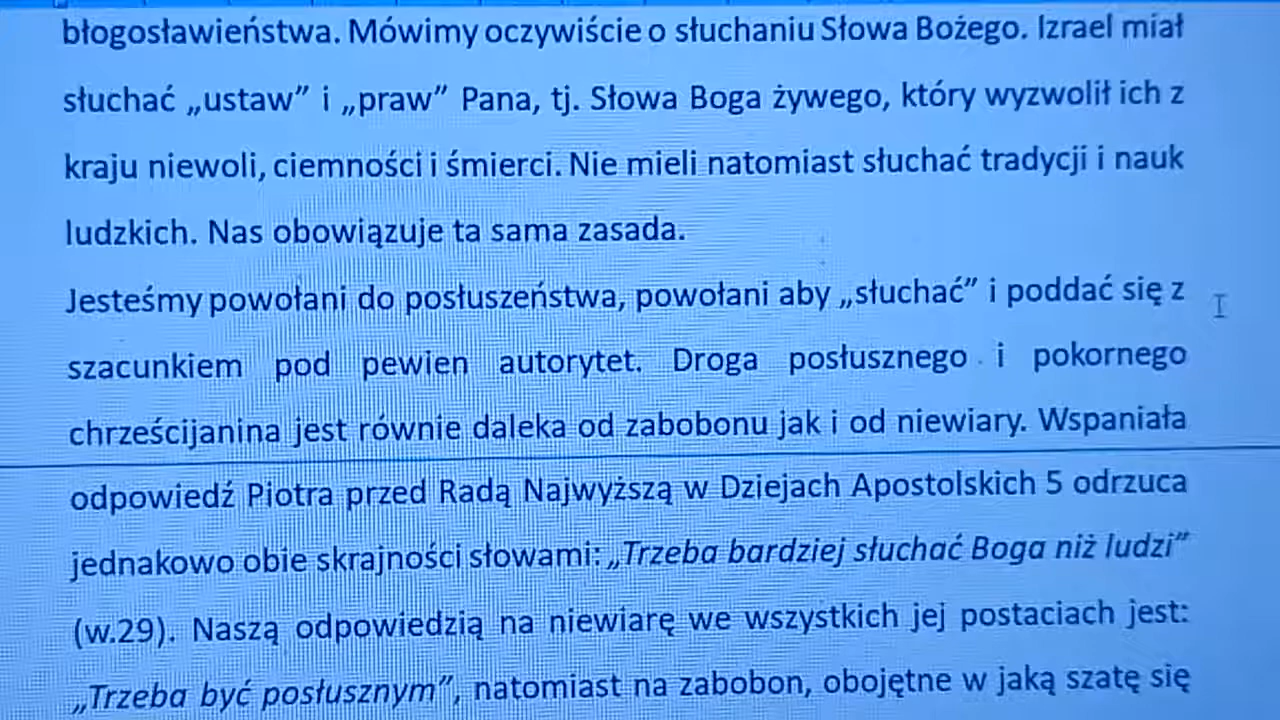 błogosławieństwa. Mówimy oczywiście o słuchaniu Słowa Bożego. Izrael miał
słuchać „ustaw” i „praw” Pana, tj. Słowa Boga żywego, który wyzwolił ich z
kraju niewoli, ciemności i śmierci. Nie mieli natomiast słuchać tradycji i nauk
ludzkich. Nas obowiązuje ta sama zasada.
Jesteśmy powołani do posłuszeństwa, powołani aby „słuchać” i poddać się z
szacunkiem pod pewien autorytet. Droga posłusznego i pokornego
chrześcijanina jest równie daleka od zabobonu jak i od niewiary. Wspaniała
odpowiedź Piotra przed Radą Najwyższą w Dziejach Apostolskich 5 odrzuca
jednakowo obie skrajności słowami: „Trzeba bardziej słuchać Boga niż ludzi”
(w.29). Naszą odpowiedzią na niewiarę we wszystkich jej postaciach jest:
„Trzeba być posłusznym”, natomiast na zabobon, obojętne w jaką szatę się